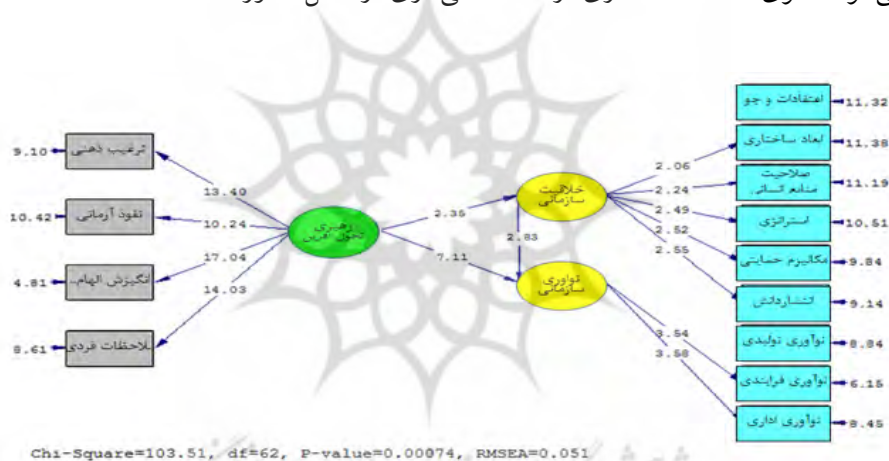 ترغیب ذهنی
9.10
نفوذ آرمانی
10.42
انگیزش الهام..
4.81
ملاحظات فردی
8.61
13.49
10.24
17.04
14.03
رهبری
تحول آفرین
2.35
7.11
2.83
خلاقیت
سازمانی
نوآوری
سازمانی
2.06
2.24
2.49
2.52
2.55
3.54
3.58
اعتقادات و جو
11.32
ابعاد ساختاری
11.38
صلاحیت
منابع انسانی
11.19
استراتژی
10.51
مکانیزم حمایتی
9.84
انتشاردانش
9.14
نوآوری تولیدی
8.84
نوآوری فرایندی
6.15
نوآوری اداری
8.45
Chi-Square=103.51, df=62, P-value=0.00074, RMSEA=0.051